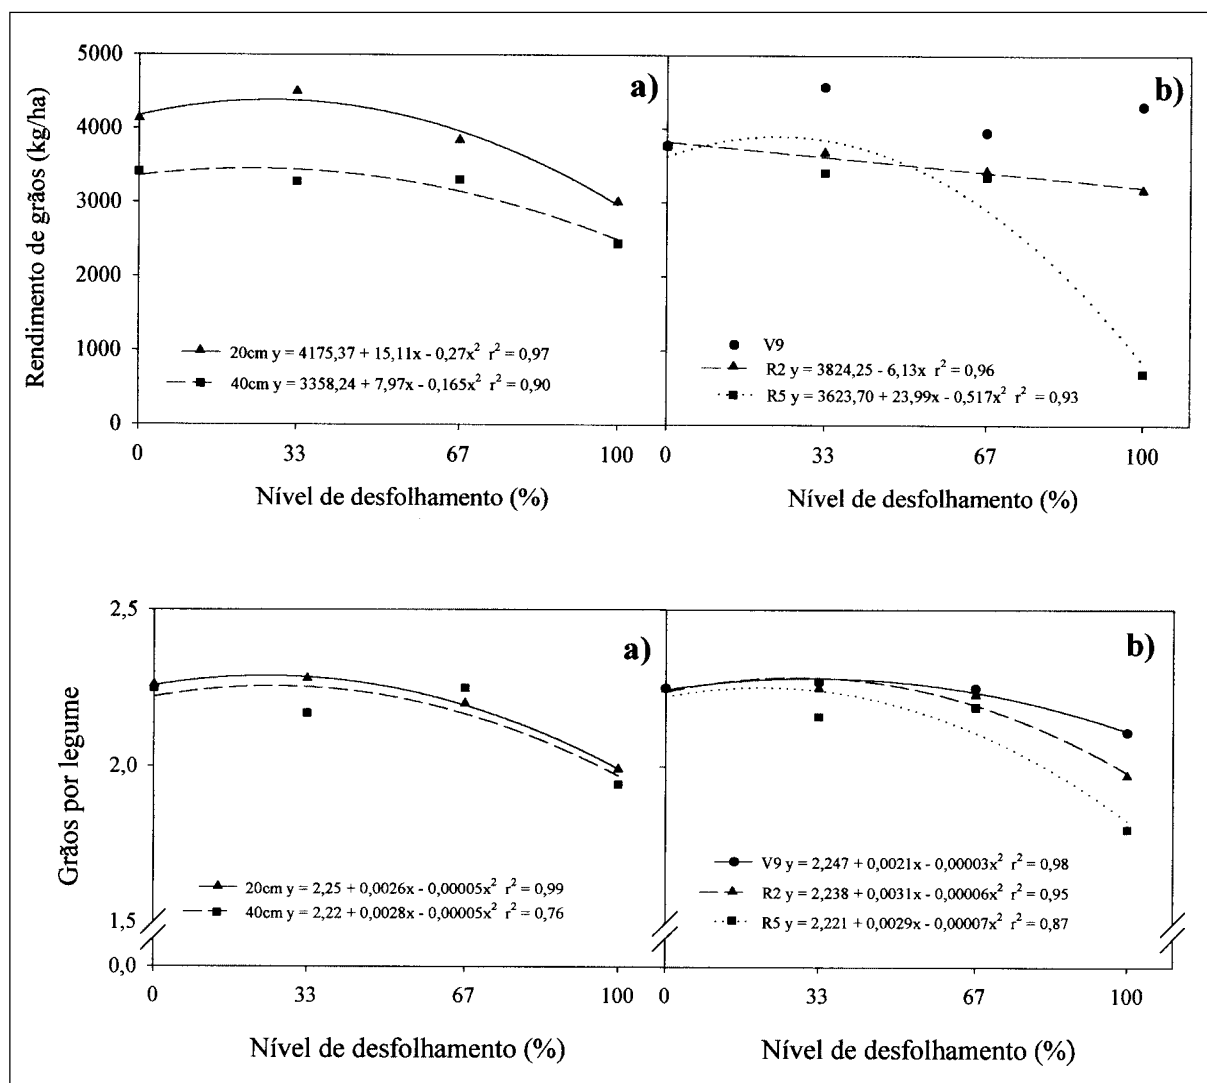 5000
4000
3000
2000
1000
0
Rendimento de grãos (kg/ha)
a)
20cm y = 4175,37 + 15,11x - 0,27x² r² = 0,97
40cm y = 3358,24 + 7,97x - 0,165x² r² = 0,90
0 33 67 100
Nível de desfolhamento (%)
b)
V9
R2 y = 3824,25 - 6,13x r² = 0,96
R5 y = 3623,70 + 23,99x - 0,517x² r² = 0,93
0 33 67 100
Nível de desfolhamento (%)
2,5
2,0
1,5
0,0
Grãos por legume
a)
20cm y = 2,25 + 0,0026x - 0,00005x² r² = 0,99
40cm y = 2,22 + 0,0028x - 0,00005x² r² = 0,76
0 33 67 100
Nível de desfolhamento (%)
b)
V9 y = 2,247 + 0,0021x - 0,00003x² r² = 0,98
R2 y = 2,238 + 0,0031x - 0,00006x² r² = 0,95
R5 y = 2,221 + 0,0029x - 0,00007x² r² = 0,87
0 33 67 100
Nível de desfolhamento (%)